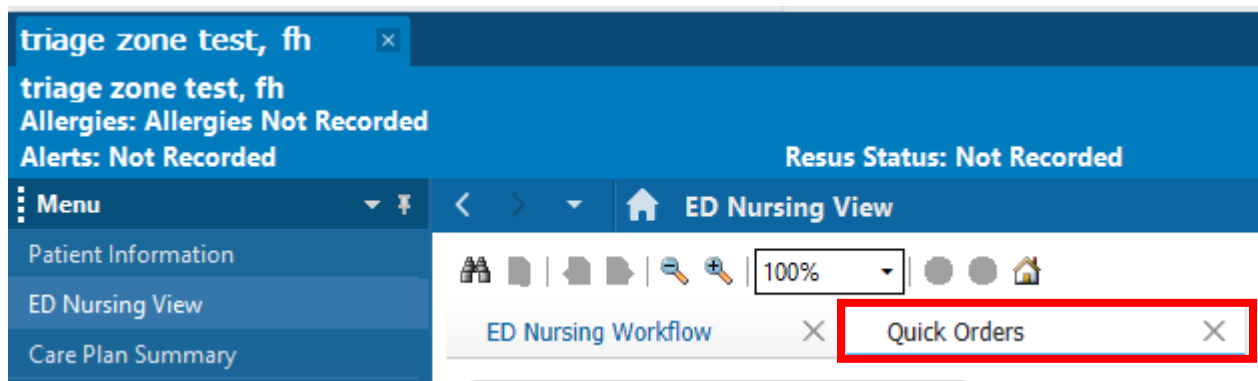 triage zone test, fh
triage zone test, fh
Allergies: Allergies Not Recorded
Alerts: Not Recorded
Resus Status: Not Recorded
Menu
ED Nursing View
Patient Information
ED Nursing View
Care Plan Summary
100%
ED Nursing Workflow
Quick Orders